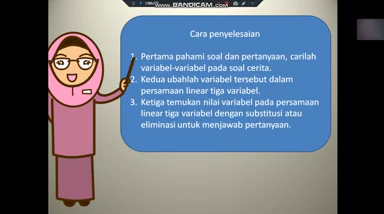 www.BANDICAM.com
Cara penyelesaian
1. Pertama pahami soal dan pertanyaan, carilah
variabel-variabel pada soal cerita.
2. Kedua ubahlah variabel tersebut dalam
persamaan linear tiga variabel.
3. Ketiga temukan nilai variabel pada persamaan
linear tiga variabel dengan substitusi atau
eliminasi untuk menjawab pertanyaan.